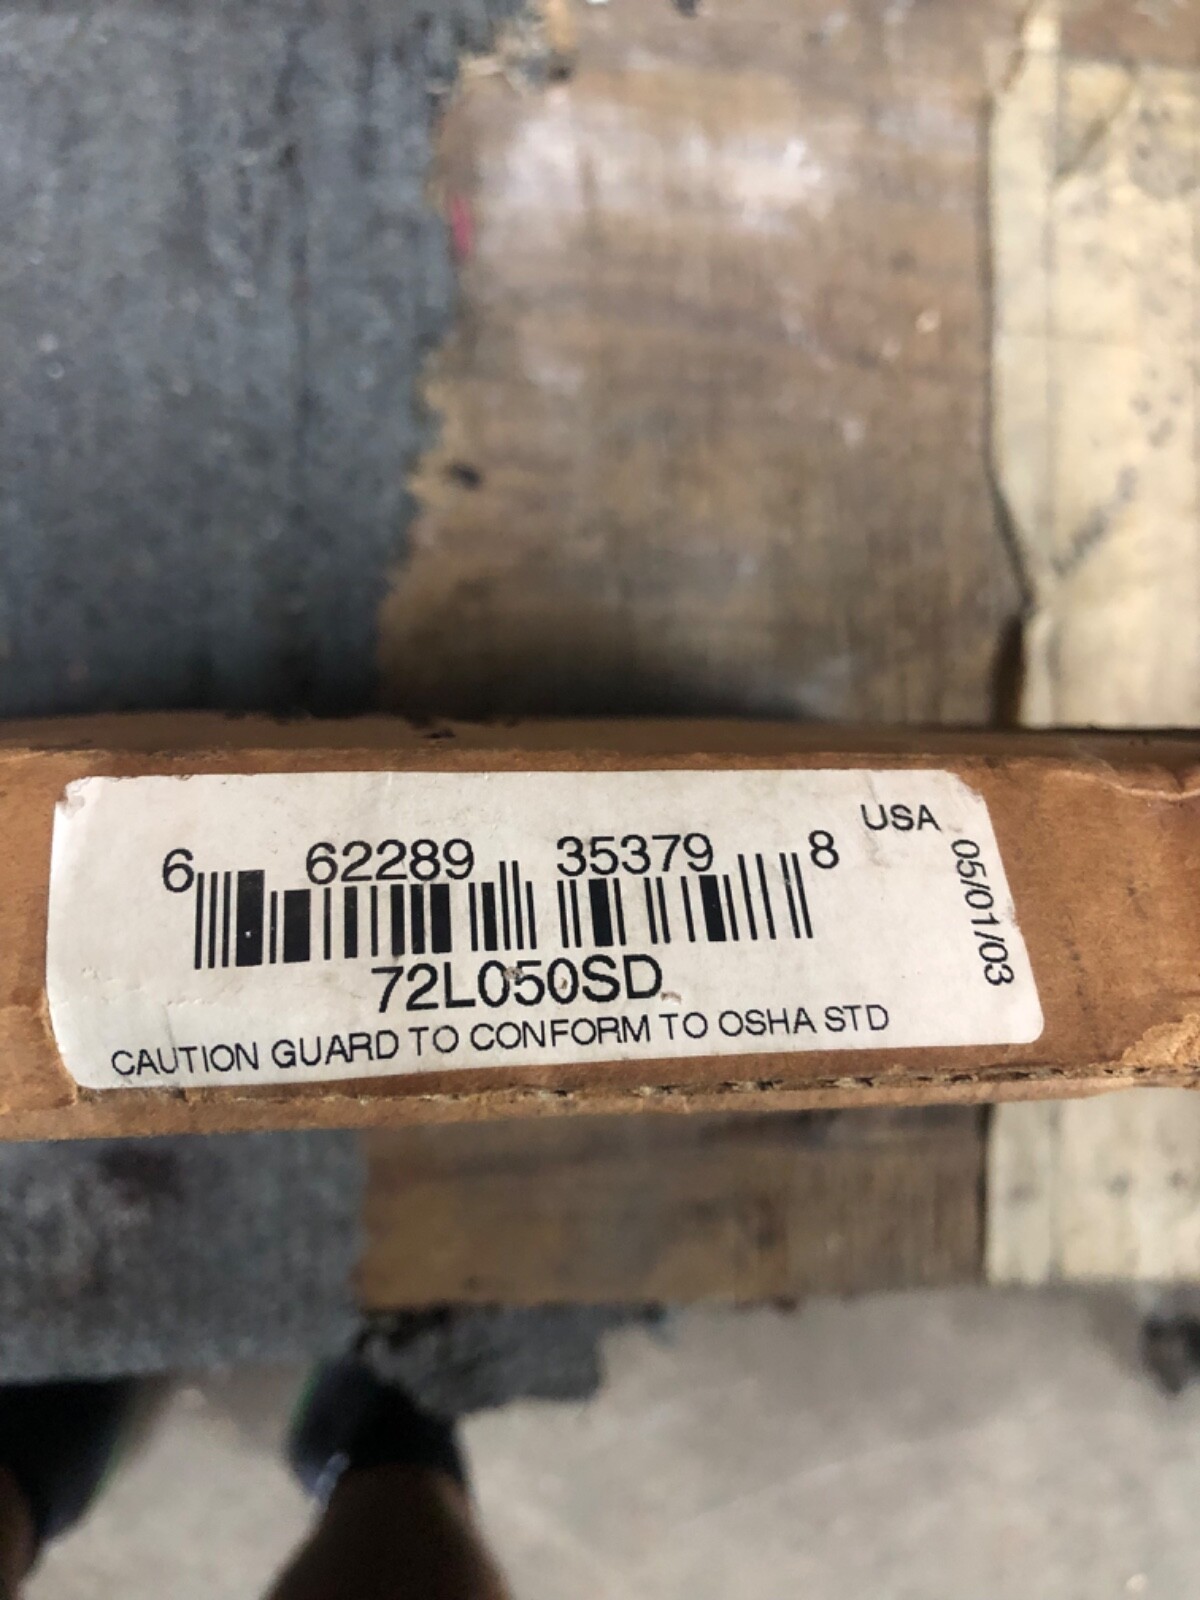 USA
6 62289 35379 8
05/01/03
72L050SD
CAUTION GUARD TO CONFORM TO OSHA STD